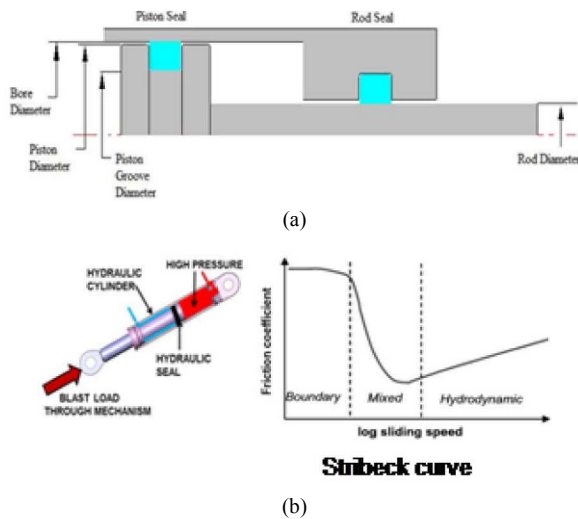 Piston Seal
Rod Seal
Bore
Diameter
Piston
Diameter
Piston
Groove
Diameter
Rod Diameter
(a)
HYDRAULIC
CYLINDER
HIGH PRESSURE
HYDRAULIC
SEAL
BLAST LOAD
THROUGH MECHANISM
Friction coefficient
Boundary
Mixed
Hydrodynamic
log sliding speed
Stribeck curve
(b)